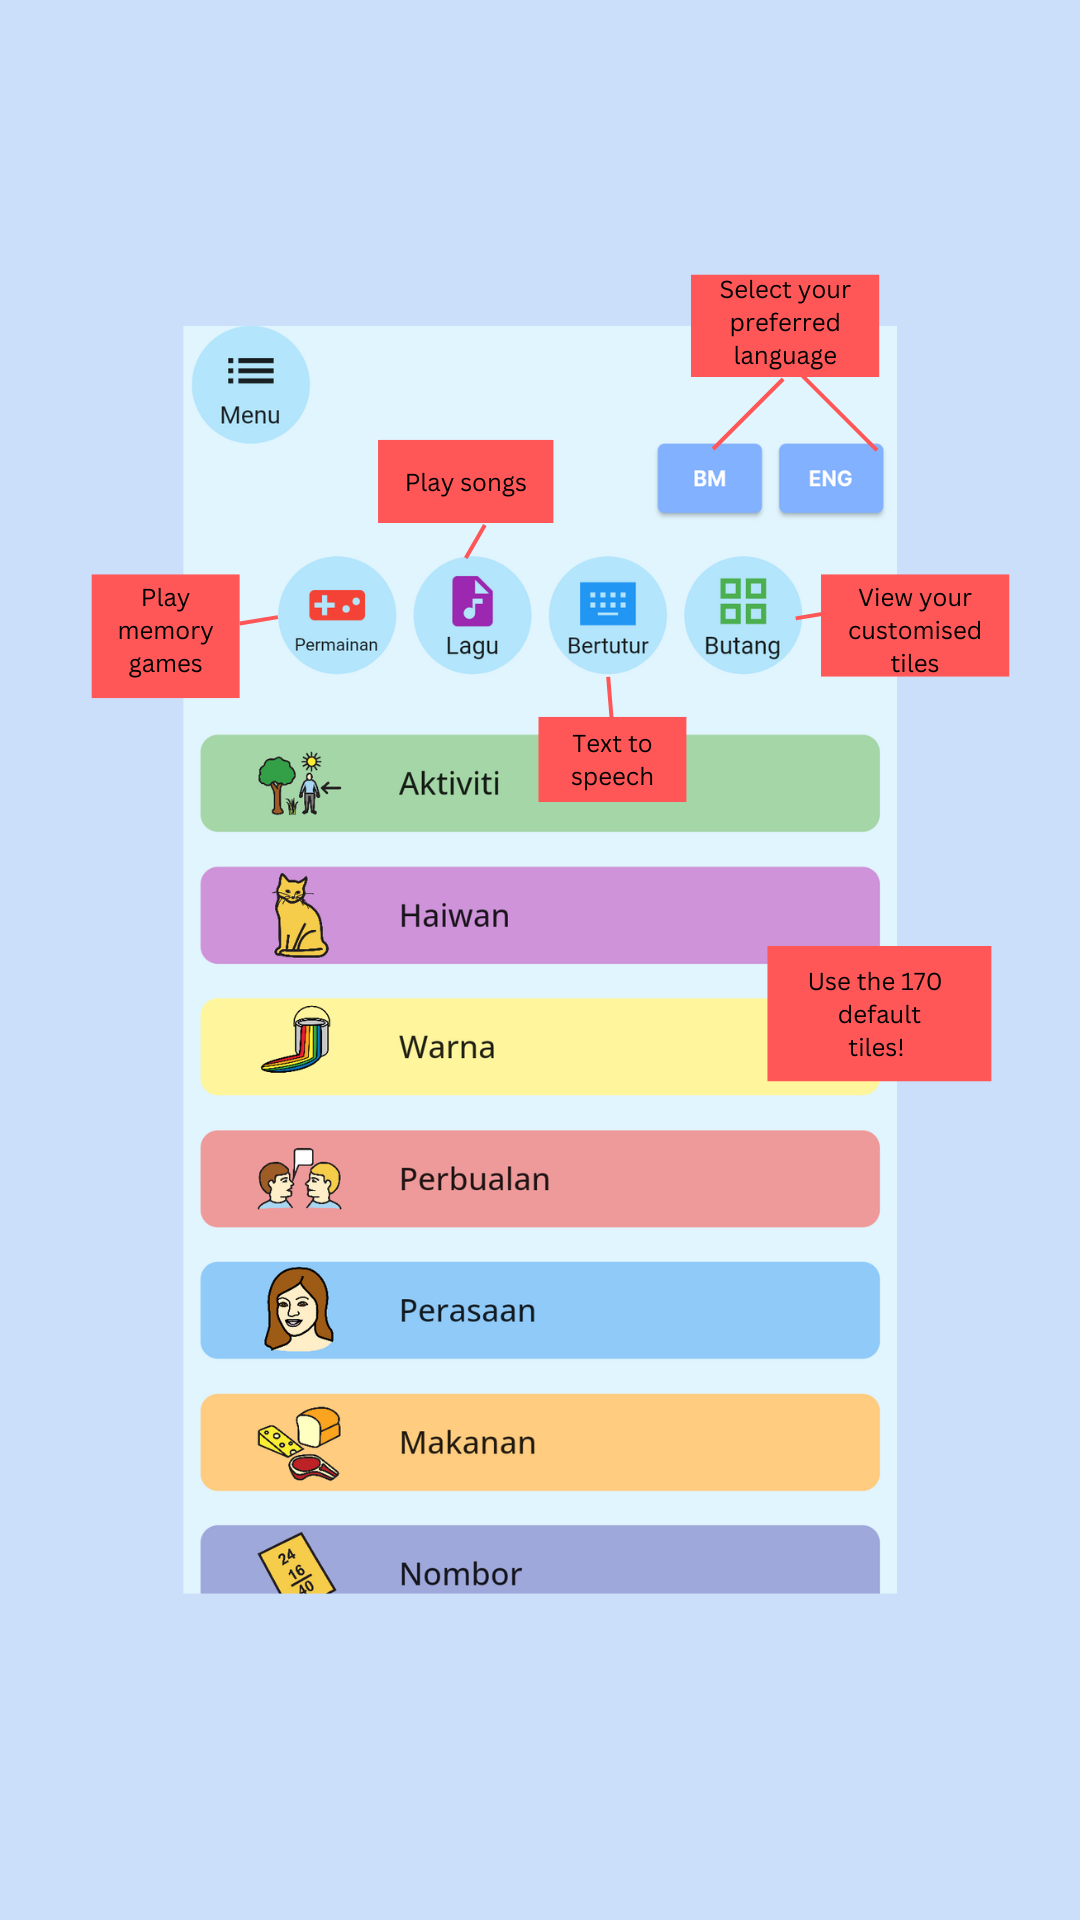 Select your
preferred
language
Menu
Play songs
BM
ENG
Play
memory
games
Permainan
Lagu
Bertutur
Butang
View your
customised
tiles
Text to
speech
Aktiviti
Haiwan
Use the 170
default
tiles!
Warna
Perbualan
Perasaan
Makanan
24
16
40
Nombor